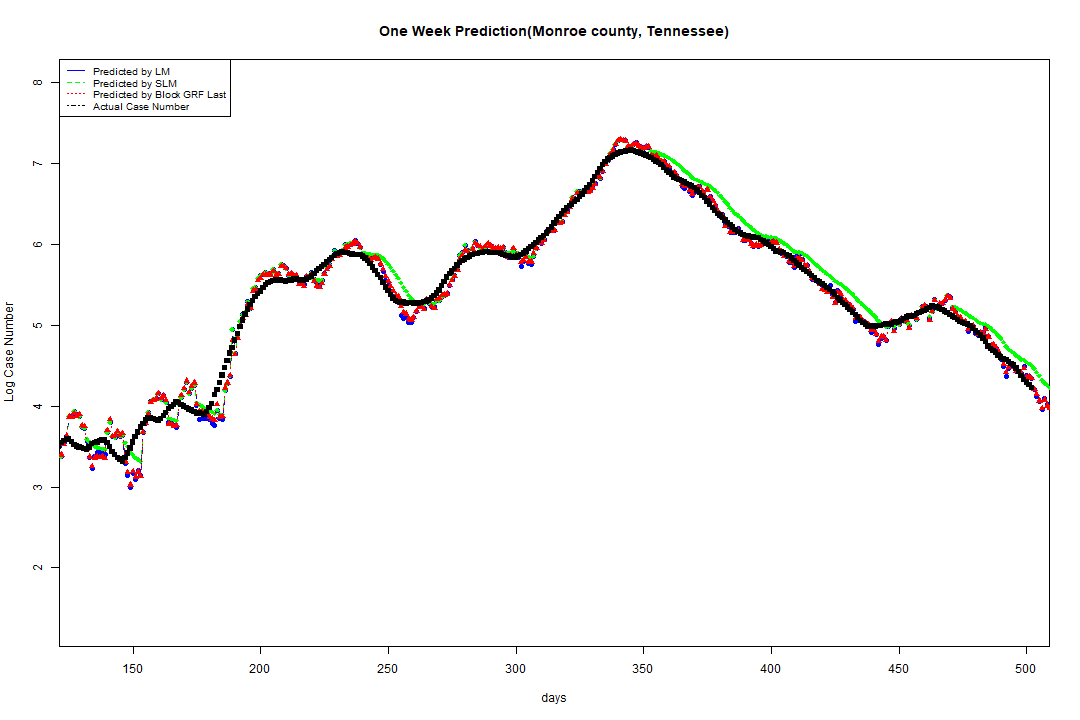 One Week Prediction(Monroe county, Tennessee)
Predicted by LM
Predicted by SLM
Predicted by Block GRF Last
Actual Case Number
8
7
6
5
4
3
2
Log Case Number
150 200 250 300 350 400 450 500
days